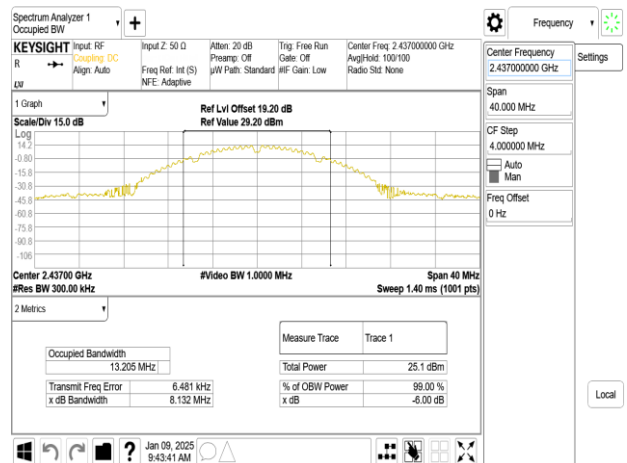 Spectrum Analyzer 1
Occupied BW
Frequency
KEYSIGHT
R
LXI
Input: RF
Coupling: DC
Align: Auto
Input Z: 50 Ω
Freq Ref: Int (S)
NFE: Adaptive
Atten: 20 dB
Preamp: Off
µW Path: Standard
Trig: Free Run
Gate: Off
#IF Gain: Low
Center Freq: 2.437000000 GHz
Avg|Hold: 100/100
Radio Std: None
1 Graph
Scale/Div 15.0 dB
Ref Lvl Offset 19.20 dB
Ref Value 29.20 dBm
Log
14.2
-0.80
-15.8
-30.8
-45.8
-60.8
-75.8
-90.8
-106
Center 2.43700 GHz
#Res BW 300.00 kHz
#Video BW 1.0000 MHz
Span 40 MHz
Sweep 1.40 ms (1001 pts)
2 Metrics
Measure Trace Trace 1
Occupied Bandwidth
13.205 MHz
Total Power 25.1 dBm
Transmit Freq Error 6.481 kHz
% of OBW Power 99.00 %
x dB Bandwidth 8.132 MHz
x dB -6.00 dB
Center Frequency
2.437000000 GHz
Settings
Span
40.000 MHz
CF Step
4.000000 MHz
Auto
Man
Freq Offset
0 Hz
Local
?
Jan 09, 2025
9:43:41 AM